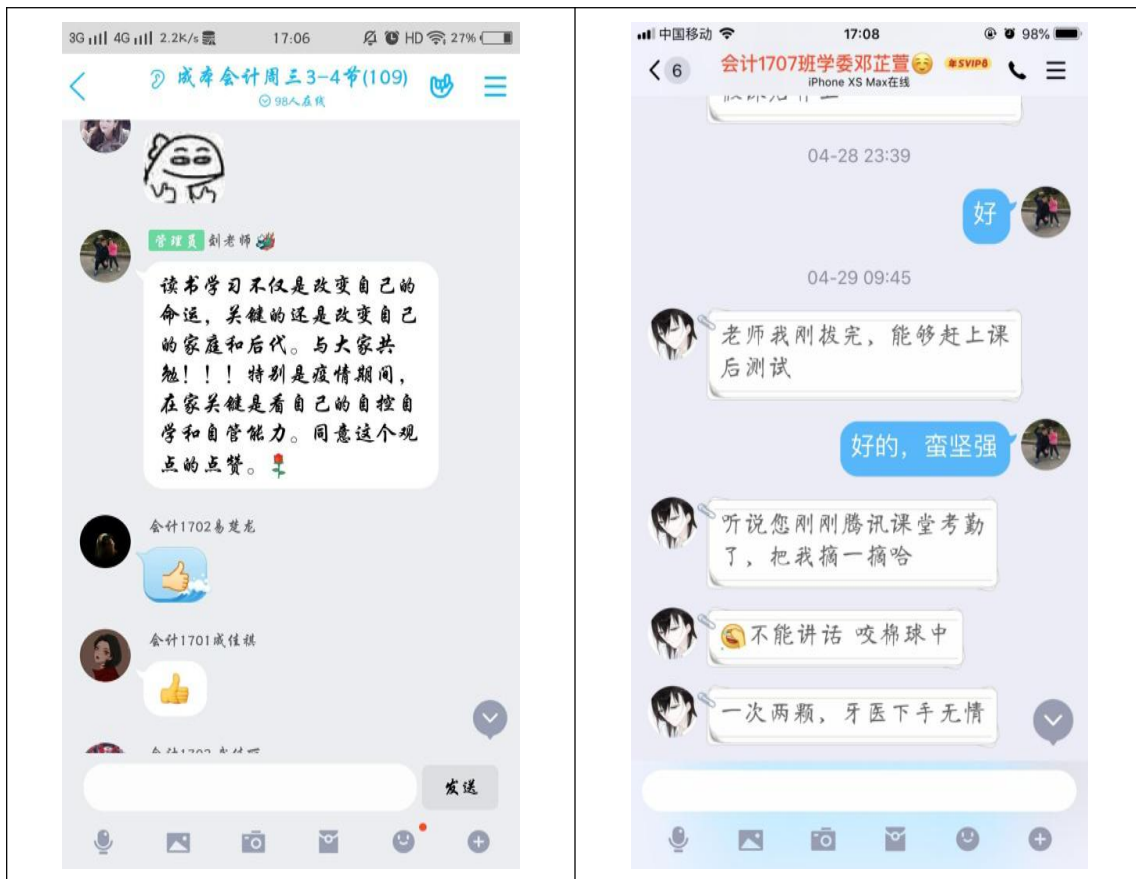 3G 4G 2.2K/s 17:06 HD 27%
成本会计周三3-4节(109)
98人在线
管理员 刘老师
读书学习不仅是改变自己的
命运，关键的还是改变自己
的家庭和后代。与大家共
勉！！！特别是疫情期间，
在家关键是看自己的自控自
学和自管能力。同意这个观
点的点赞。
会计1702易楚龙
会计1701成佳祺
发送
中国移动 17:08 98%
6 会计1707班学委邓芷萱 年SVIP8
iPhone XS Max在线
04-28 23:39
好
04-29 09:45
老师我刚拔完，能够赶上课
后测试
好的，蛮坚强
听说您刚刚腾讯课堂考勤
了，把我摘一摘哈
不能讲话 咬棉球中
一次两颗，牙医下手无情